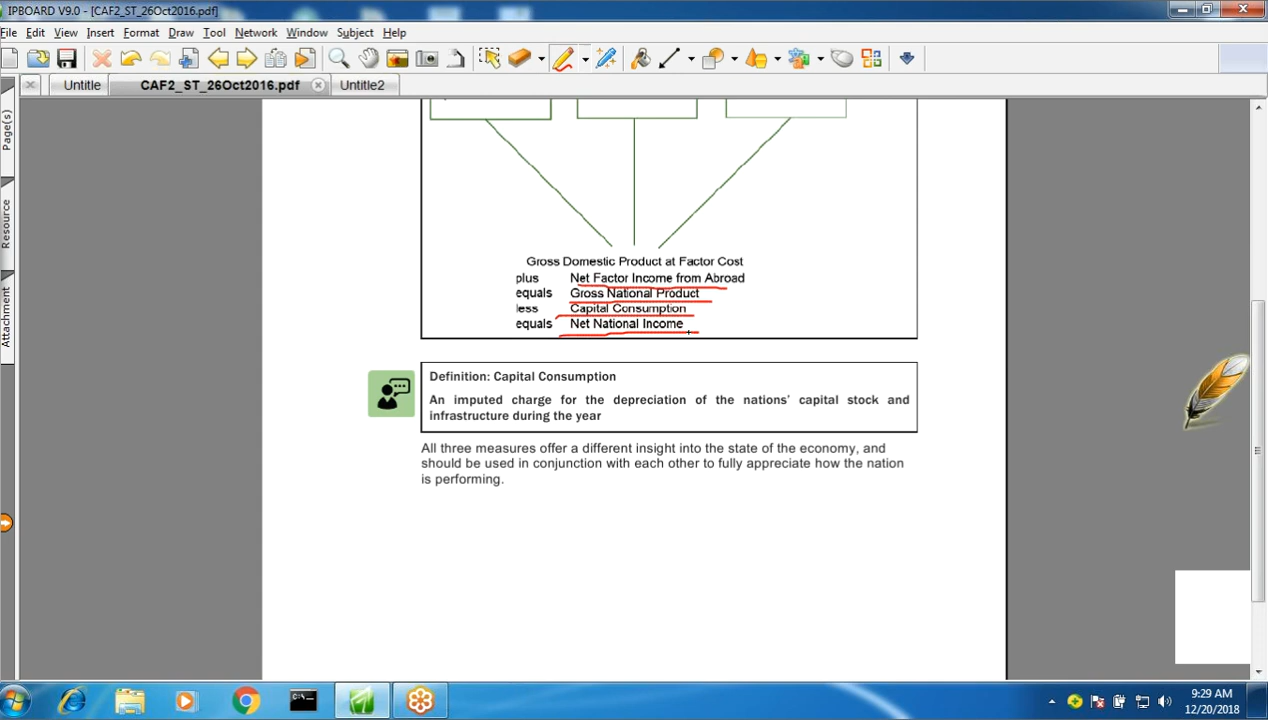 IPBOARD V9.0 - [CAF2_ST_26Oct2016.pdf]
File Edit View Insert Format Draw Tool Network Window Subject Help
Untitle CAF2_ST_26Oct2016.pdf Untitle2
Page(s)
Resource
Attachment
Gross Domestic Product at Factor Cost
plus Net Factor Income from Abroad
equals Gross National Product
less Capital Consumption
equals Net National Income
Definition: Capital Consumption
An imputed charge for the depreciation of the nations' capital stock and
infrastructure during the year
All three measures offer a different insight into the state of the economy, and
should be used in conjunction with each other to fully appreciate how the nation
is performing.
9:29 AM
12/20/2018